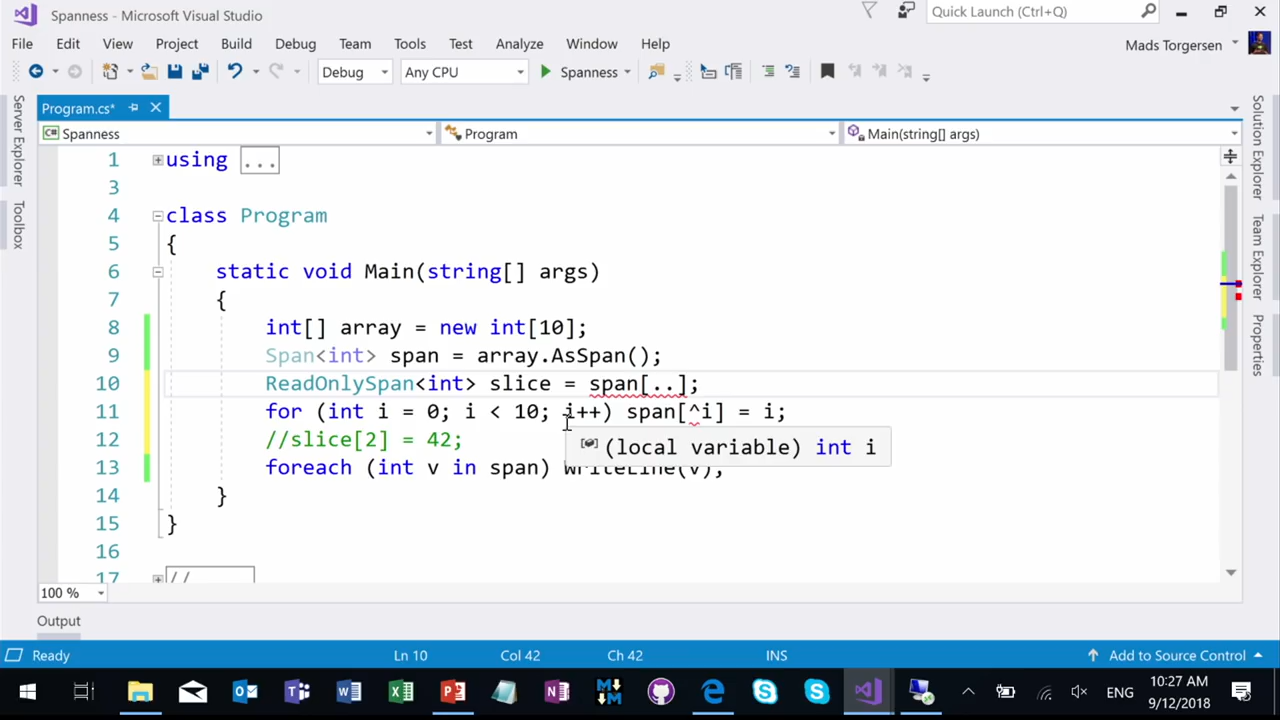 Spanness - Microsoft Visual Studio
Quick Launch (Ctrl+Q)
File Edit View Project Build Debug Team Tools Test Analyze Window Help
Mads Torgersen
Debug Any CPU Spanness
Program.cs*
Spanness Program Main(string[] args)
Server Explorer
Toolbox
Solution Explorer
Team Explorer
Properties
1 using ...
3
4 class Program
5 {
6 static void Main(string[] args)
7 {
8 int[] array = new int[10];
9 Span<int> span = array.AsSpan();
10 ReadOnlySpan<int> slice = span[..];
11 for (int i = 0; i < 10; i++) span[^i] = i;
12 //slice[2] = 42;
(local variable) int i
13 foreach (int v in span) WriteLine(v);
14 }
15 }
16
17 //
100 %
Output
Ready Ln 10 Col 42 Ch 42 INS Add to Source Control
ENG 10:27 AM
9/12/2018